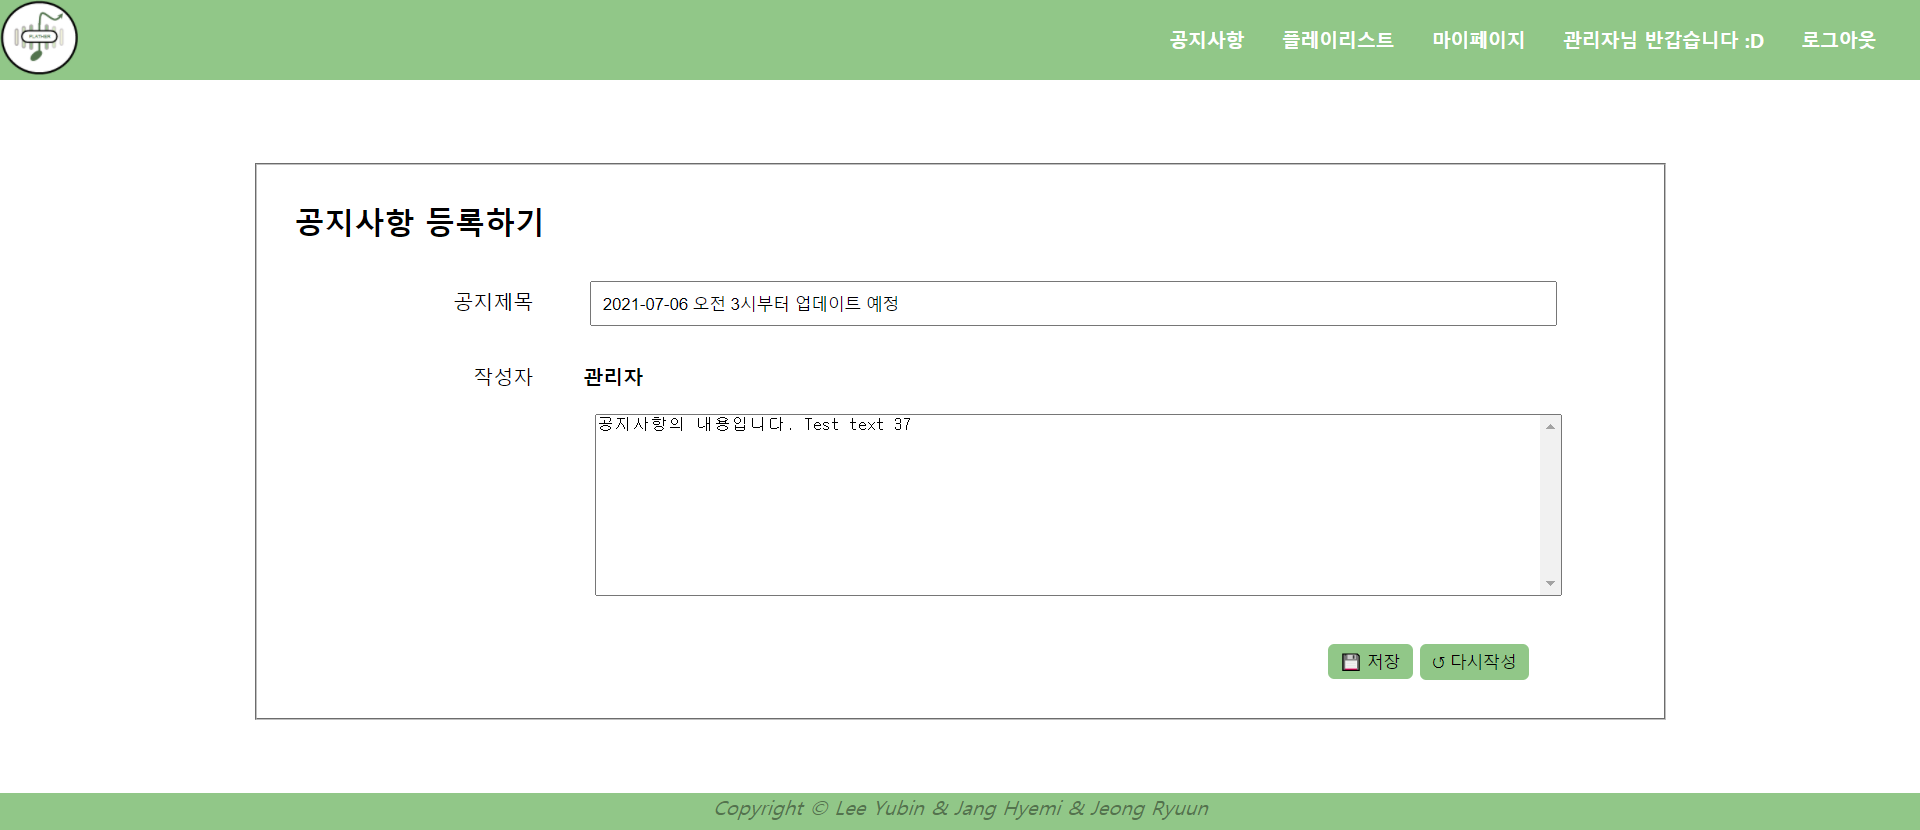 PLATHER
공지사항 플레이리스트 마이페이지 관리자님 반갑습니다 :D 로그아웃
공지사항 등록하기
공지제목 2021-07-06 오전 3시부터 업데이트 예정
작성자 관리자
공지사항의 내용입니다. Test text 37
💾 저장 ↺ 다시작성
Copyright © Lee Yubin & Jang Hyemi & Jeong Ryuun